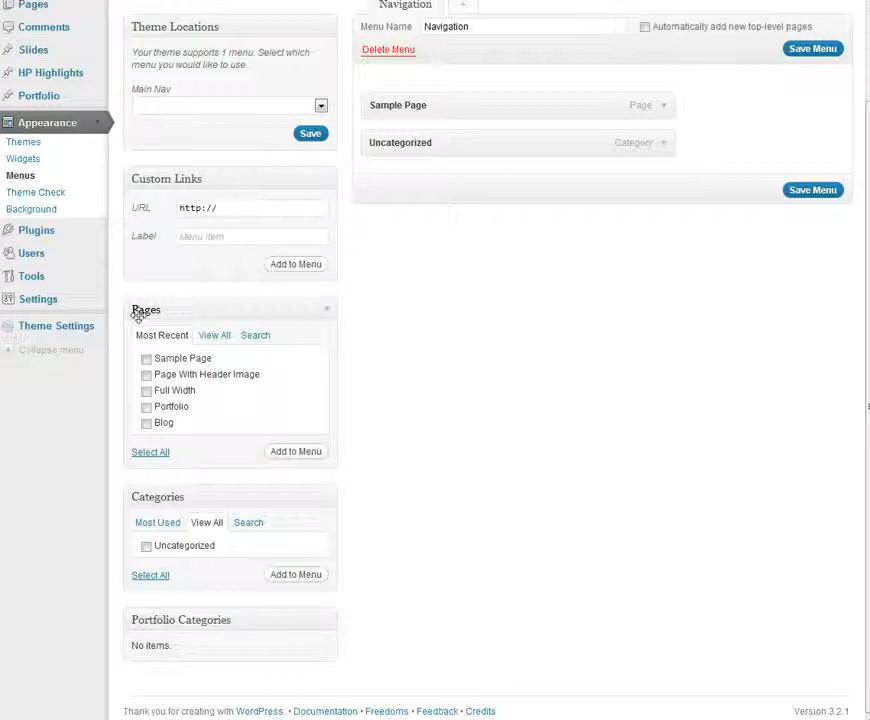 Pages
Comments
Slides
HP Highlights
Portfolio
Appearance
Themes
Widgets
Menus
Theme Check
Background
Plugins
Users
Tools
Settings
Theme Settings
Collapse menu
Theme Locations
Your theme supports 1 menu. Select which
menu you would like to use.
Main Nav
Save
Custom Links
URL http://
Label Menu Item
Add to Menu
Pages
Most Recent View All Search
Sample Page
Page With Header Image
Full Width
Portfolio
Blog
Select All Add to Menu
Categories
Most Used View All Search
Uncategorized
Select All Add to Menu
Portfolio Categories
No items.
Navigation +
Menu Name Navigation Automatically add new top-level pages
Delete Menu Save Menu
Sample Page Page
Uncategorized Category
Save Menu
Thank you for creating with WordPress. • Documentation • Freedoms • Feedback • Credits Version 3.2.1